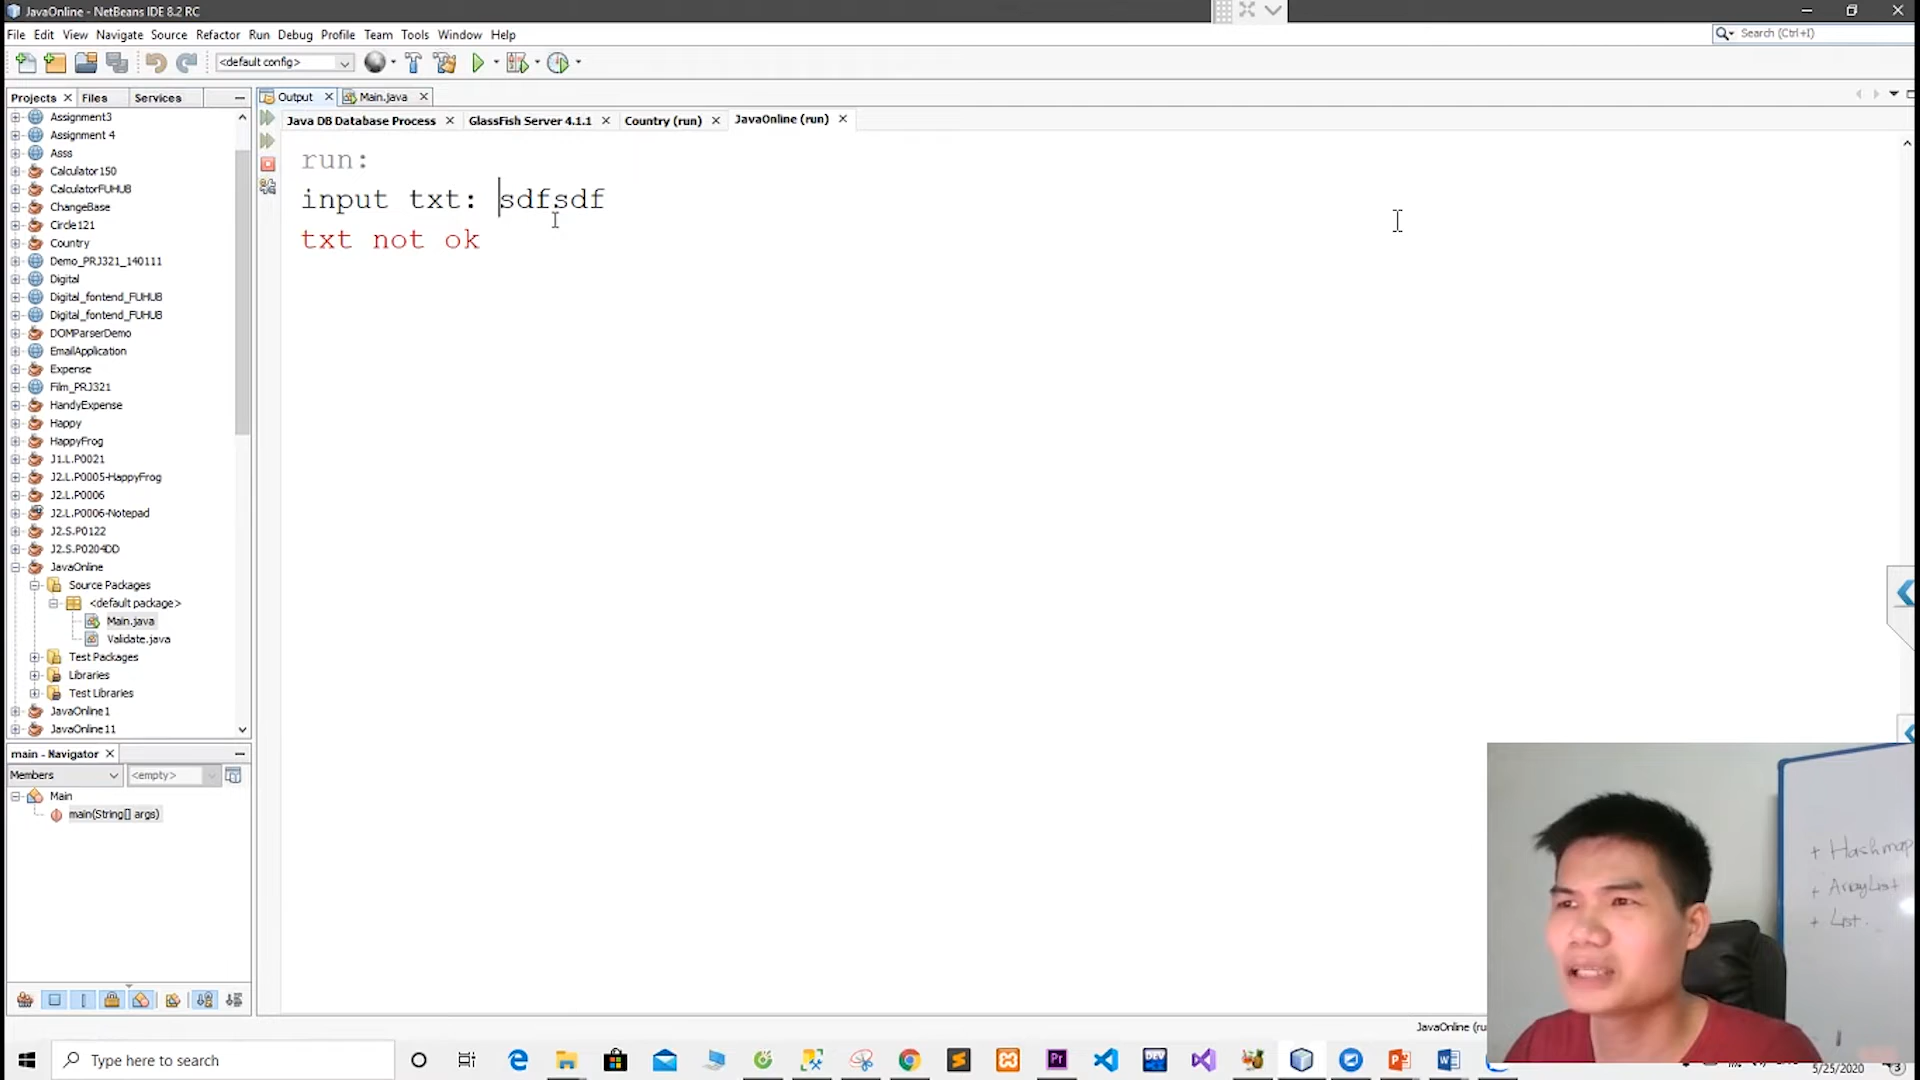 JavaOnline - NetBeans IDE 8.2 RC
File Edit View Navigate Source Refactor Run Debug Profile Team Tools Window Help
Search (Ctrl+I)
<default config>
Projects Files Services
Output Main.java
Java DB Database Process GlassFish Server 4.1.1 Country (run) JavaOnline (run)
Assignment3
Assignment 4
Asss
Calculator150
CalculatorFUHUB
ChangeBase
Circle121
Country
Demo_PRJ321_140111
Digital
Digital_fontend_FUHUB
Digital_fontend_FUHUB
DOMParserDemo
EmailApplication
Expense
Film_PRJ321
HandyExpense
Happy
HappyFrog
J1.L.P0021
J2.L.P0005-HappyFrog
J2.L.P0006
J2.L.P0006-Notepad
J2.S.P0122
J2.S.P0204DD
JavaOnline
Source Packages
<default package>
Main.java
Validate.java
Test Packages
Libraries
Test Libraries
JavaOnline1
JavaOnline11
run:
input txt: sdfsdf
txt not ok
main - Navigator
Members <empty>
Main
main(String[] args)
+ Hashmap
+ ArrayList
+ List.
JavaOnline (ru
Type here to search
Pr
DEV
5/25/2020
3